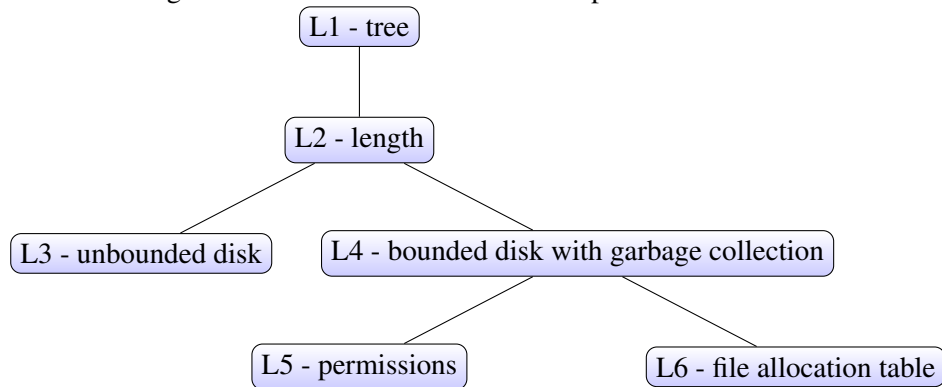 L1 - tree
L2 - length
L3 - unbounded disk
L4 - bounded disk with garbage collection
L5 - permissions
L6 - file allocation table